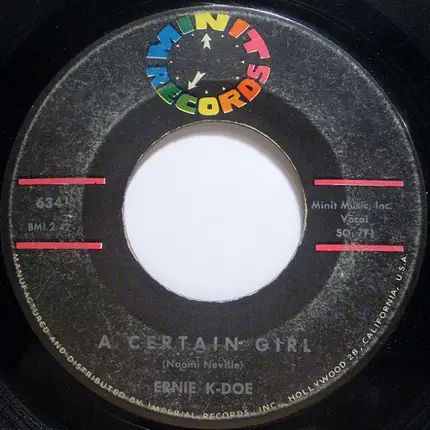 MINIT
RECORDS
634
BMI 2:
Minit Music, Inc.
Vocal
SO. 771
A CERTAIN GIRL
(Naomi Neville)
ERNIE K-DOE
MANUFACTURED AND DISTRIBUTED BY IMPERIAL RECORDS, INC., HOLLYWOOD 28, CALIFORNIA, U.S.A.